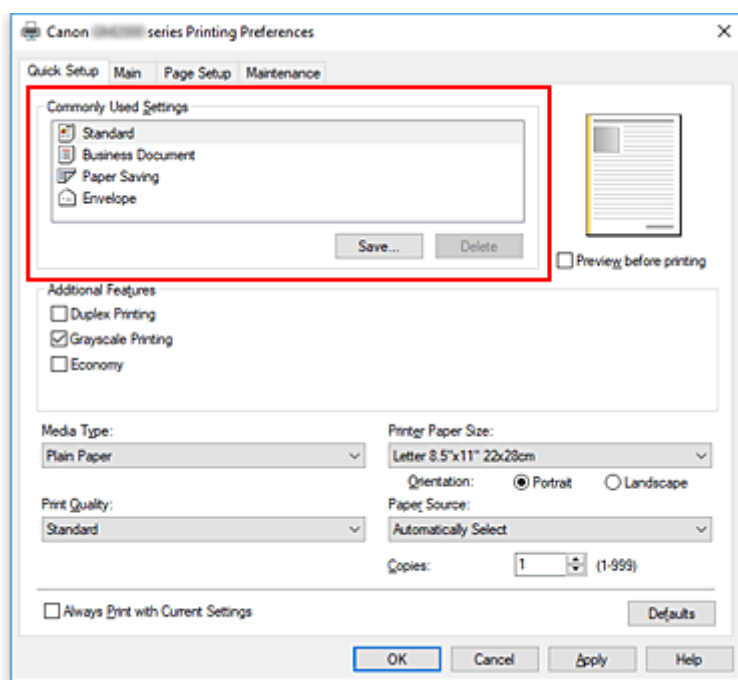 Canon series Printing Preferences
Quick Setup Main Page Setup Maintenance
Commonly Used Settings
Standard
Business Document
Paper Saving
Envelope
Save... Delete
Preview before printing
Additional Features
Duplex Printing
Grayscale Printing
Economy
Media Type: Printer Paper Size:
Plain Paper Letter 8.5"x11" 22x28cm
Orientation: Portrait Landscape
Print Quality: Paper Source:
Standard Automatically Select
Copies: 1 (1-999)
Always Print with Current Settings Defaults
OK Cancel Apply Help